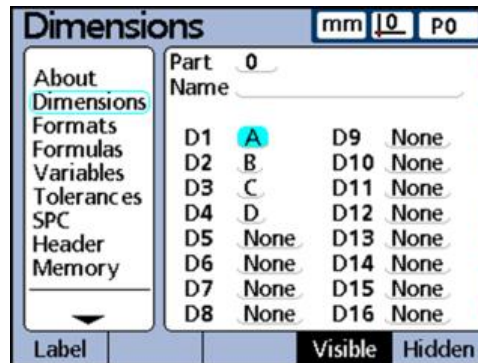 Dimensions mm 0 P0
About
Dimensions
Formats
Formulas
Variables
Tolerances
SPC
Header
Memory
Part 0
Name
D1 A D9 None
D2 B D10 None
D3 C D11 None
D4 D D12 None
D5 None D13 None
D6 None D14 None
D7 None D15 None
D8 None D16 None
Label Visible Hidden